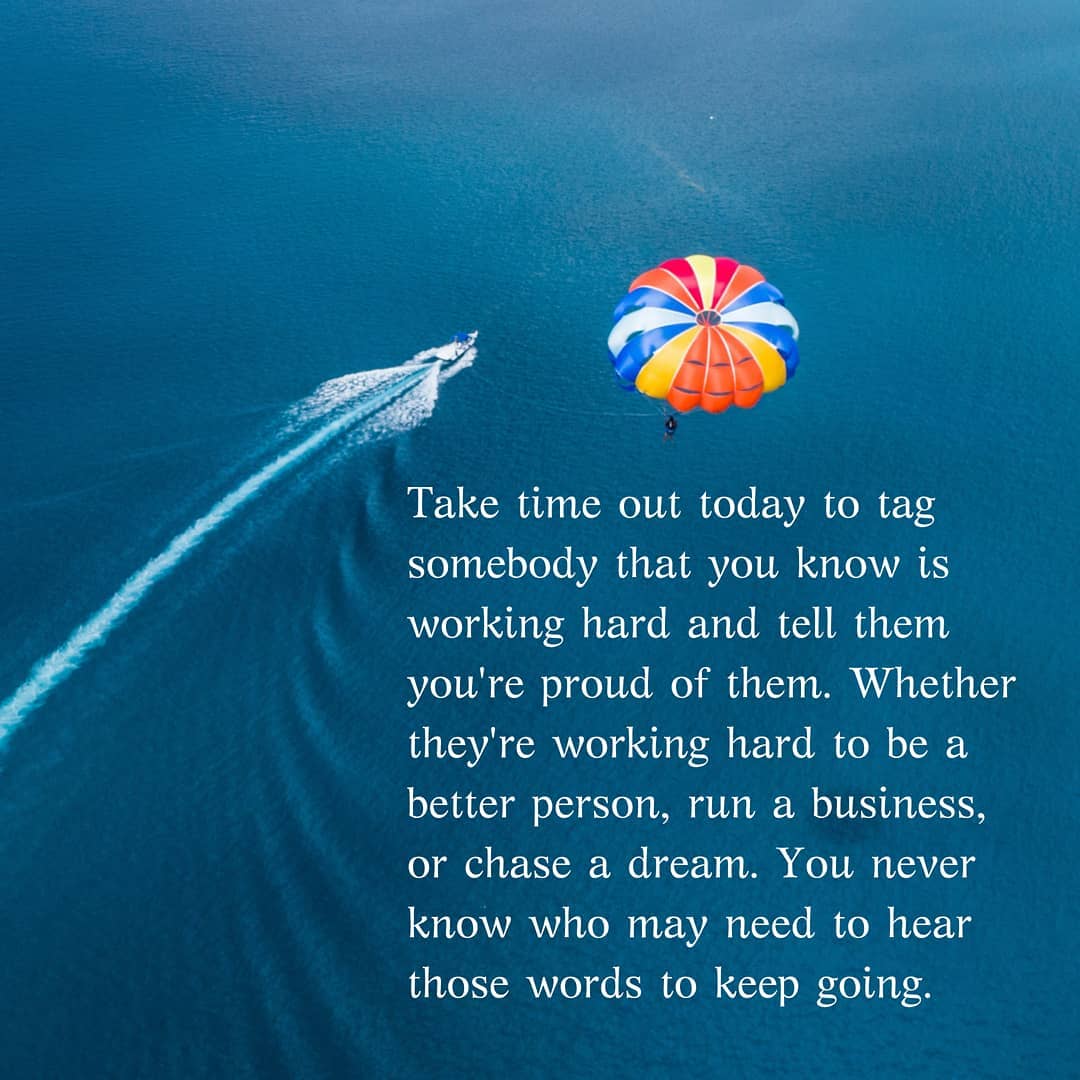 Take time out today to tag
somebody that you know is
working hard and tell them
you're proud of them. Whether
they're working hard to be a
better person, run a business,
or chase a dream. You never
know who may need to hear
those words to keep going.